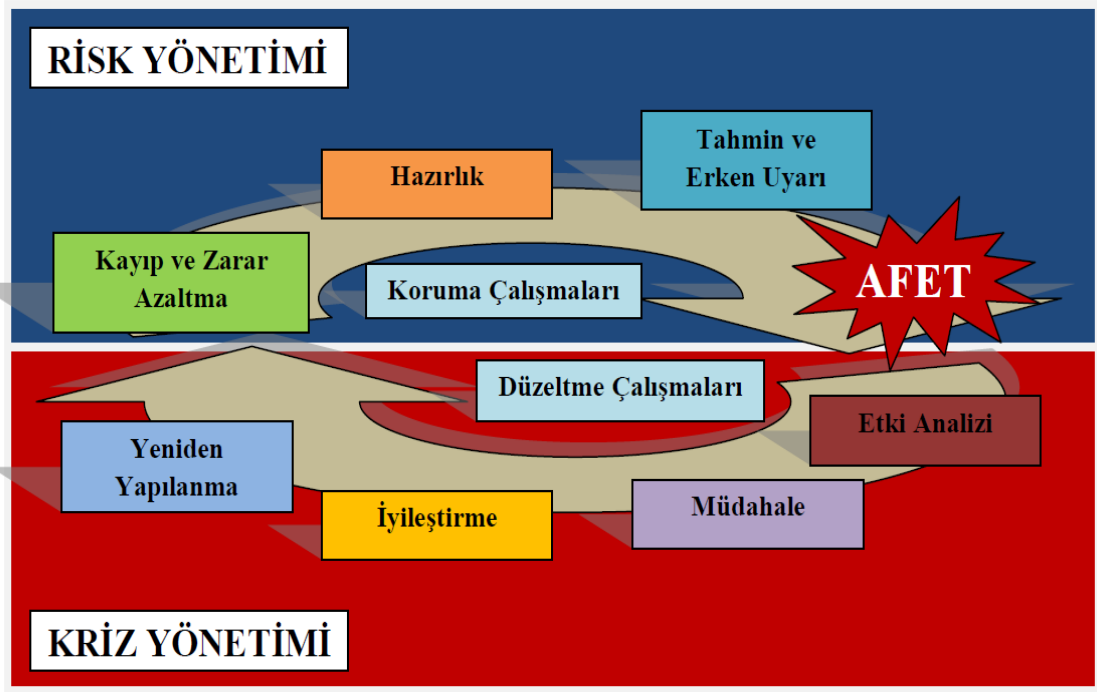 RİSK YÖNETİMİ
Tahmin ve
Erken Uyarı
Hazırlık
Kayıp ve Zarar
Azaltma
Koruma Çalışmaları
AFET
Düzeltme Çalışmaları
Etki Analizi
Yeniden
Yapılanma
İyileştirme
Müdahale
KRİZ YÖNETİMİ